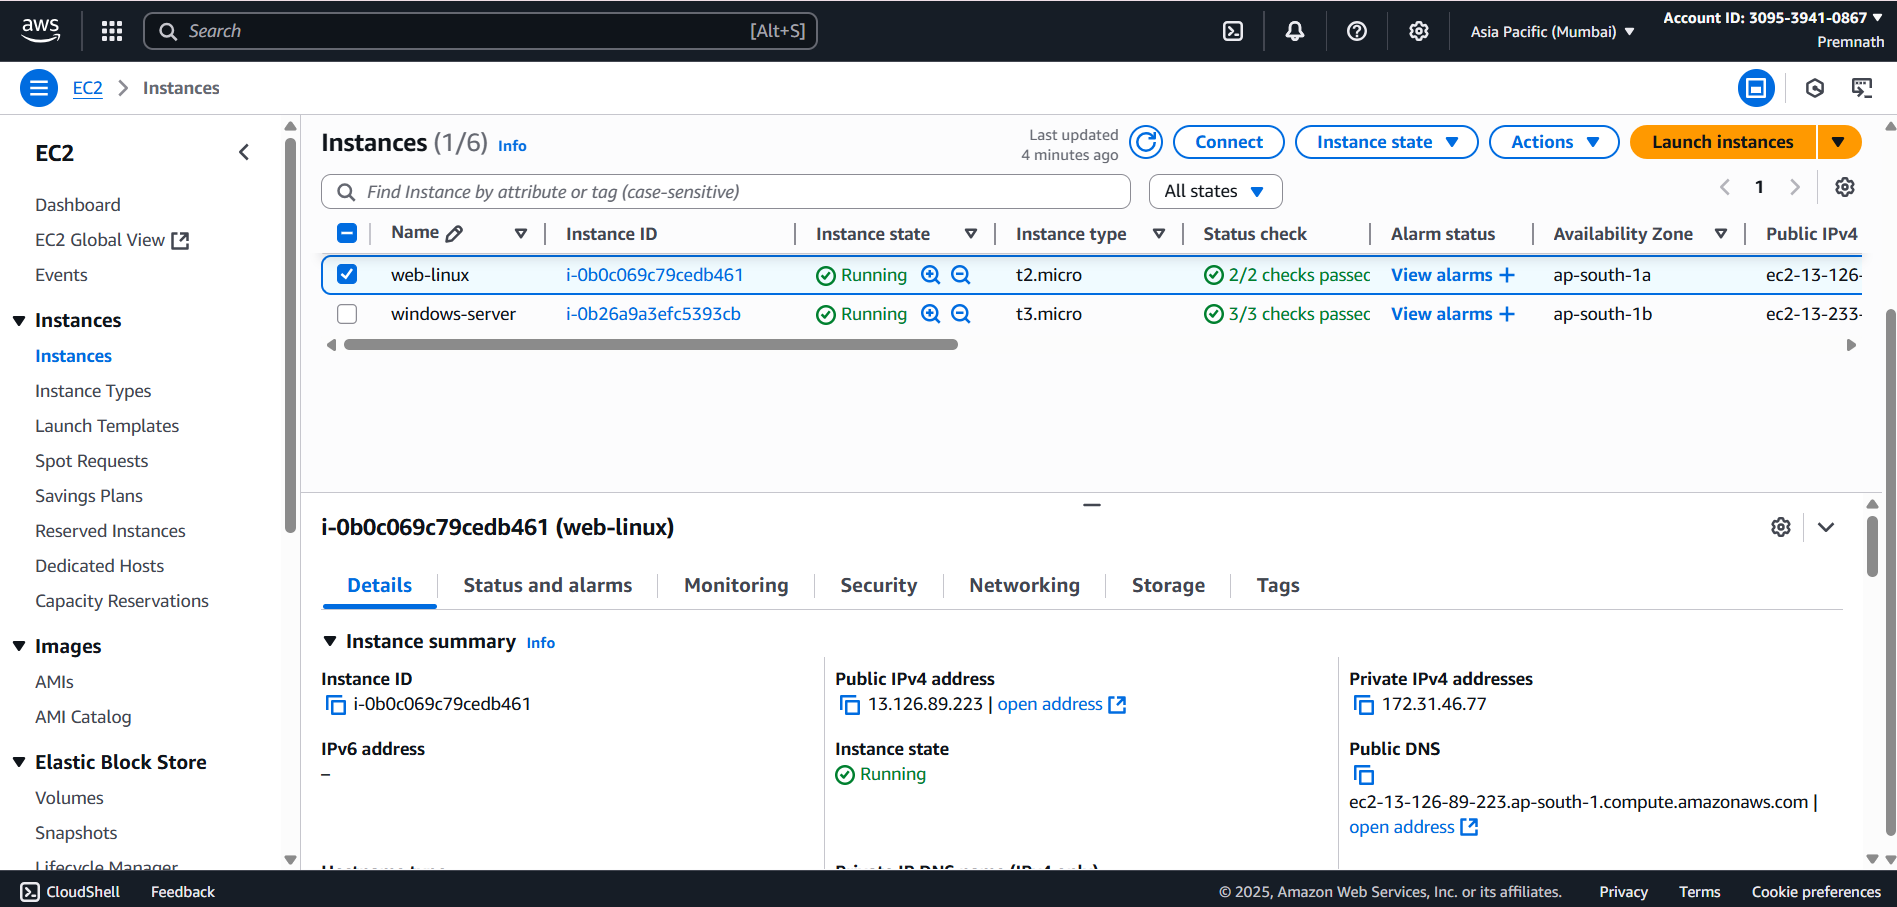 aws
Search [Alt+S]
Asia Pacific (Mumbai)
Account ID: 3095-3941-0867
Premnath
EC2 Instances
EC2
Dashboard
EC2 Global View
Events
Instances
Instances
Instance Types
Launch Templates
Spot Requests
Savings Plans
Reserved Instances
Dedicated Hosts
Capacity Reservations
Images
AMIs
AMI Catalog
Elastic Block Store
Volumes
Snapshots
Lifecycle Manager
Instances (1/6) Info
Last updated
4 minutes ago
Connect
Instance state
Actions
Launch instances
Find Instance by attribute or tag (case-sensitive)
All states
1
Name Instance ID Instance state Instance type Status check Alarm status Availability Zone Public IPv4
web-linux i-0b0c069c79cedb461 Running t2.micro 2/2 checks passec View alarms + ap-south-1a ec2-13-126-
windows-server i-0b26a9a3efc5393cb Running t3.micro 3/3 checks passec View alarms + ap-south-1b ec2-13-233-
i-0b0c069c79cedb461 (web-linux)
Details Status and alarms Monitoring Security Networking Storage Tags
Instance summary Info
Instance ID
i-0b0c069c79cedb461
Public IPv4 address
13.126.89.223 | open address
Private IPv4 addresses
172.31.46.77
IPv6 address
–
Instance state
Running
Public DNS
ec2-13-126-89-223.ap-south-1.compute.amazonaws.com |
open address
Hostname type
Private IP DNS name (IPv4 only)
CloudShell Feedback
© 2025, Amazon Web Services, Inc. or its affiliates. Privacy Terms Cookie preferences